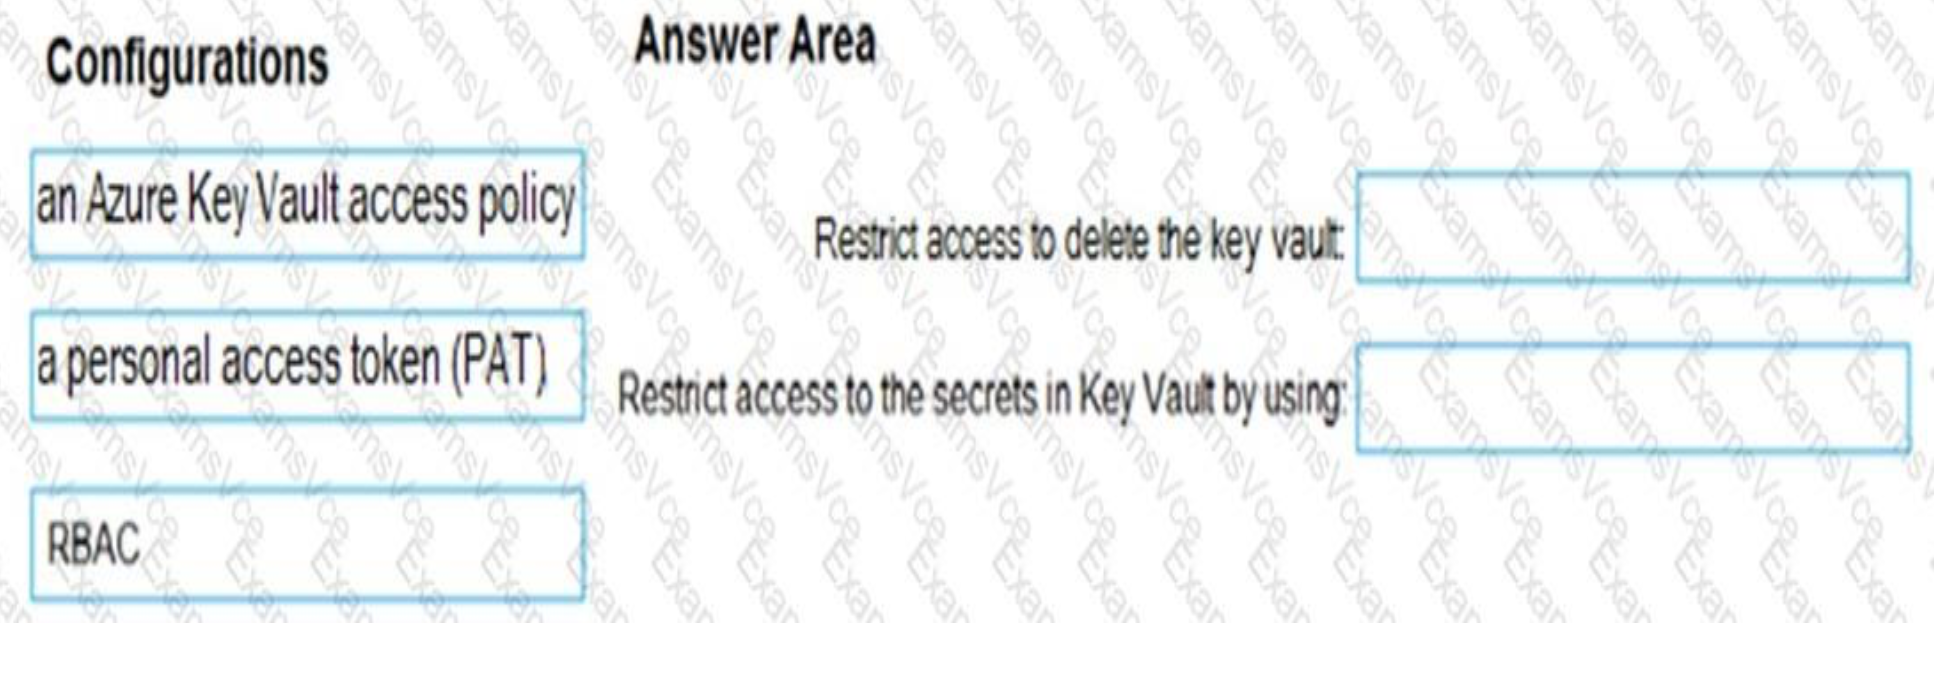 Configurations
Answer Area
an Azure Key Vault access policy
a personal access token (PAT)
RBAC
Restrict access to delete the key vault:
Restrict access to the secrets in Key Vault by using:
ExamsVce